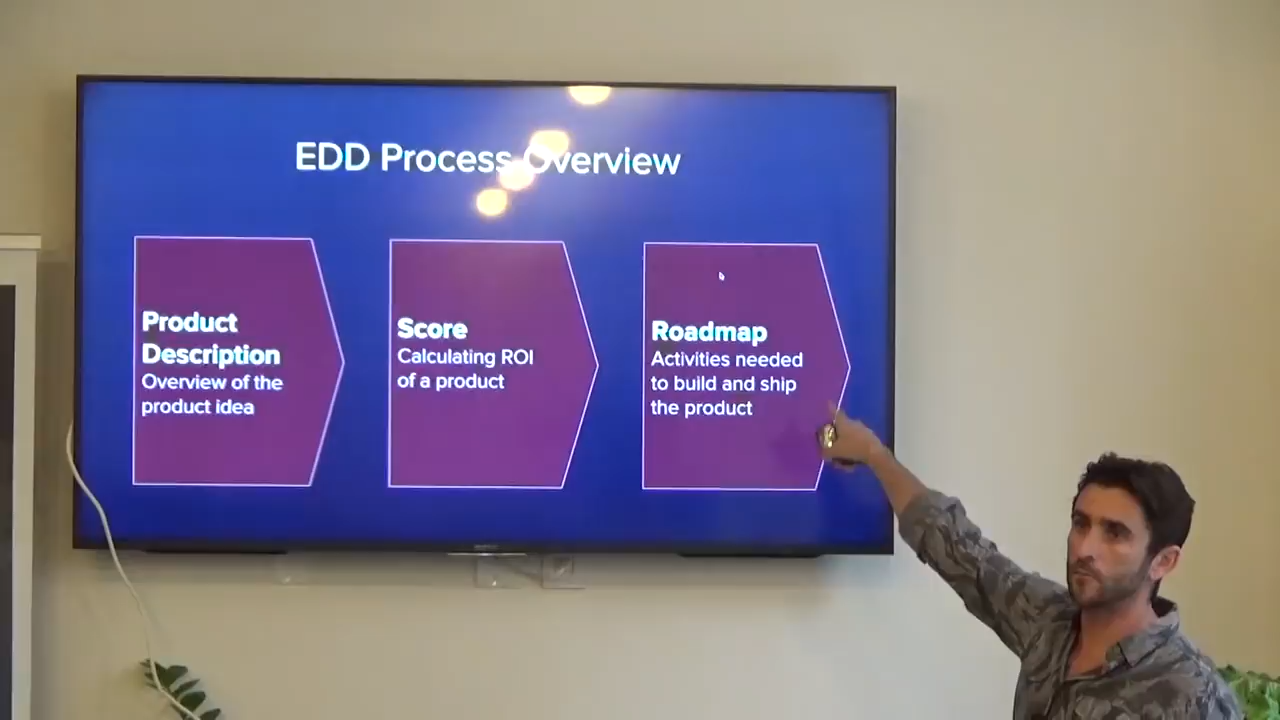 EDD Process Overview
Product
Description
Overview of the
product idea
Score
Calculating ROI
of a product
Roadmap
Activities needed
to build and ship
the product